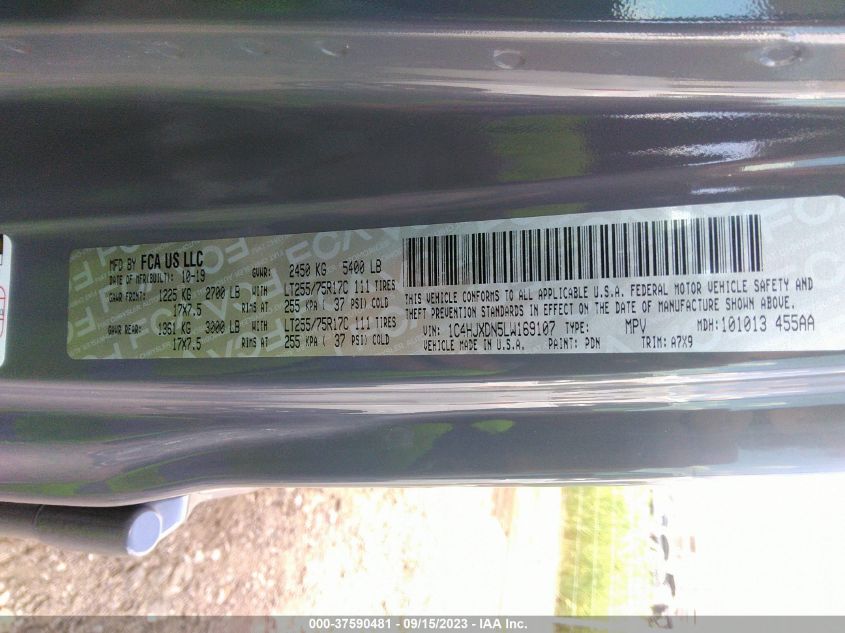 MFD BY FCA US LLC
DATE OF MFR(BUILT): 10-19 GVWR: 2450 KG 5400 LB
GAWR FRONT: 1225 KG 2700 LB WITH LT255/75R17C 111 TIRES
17X7.5 RIMS AT 255 KPA ( 37 PSI) COLD
GAWR REAR: 1361 KG 3000 LB WITH LT255/75R17C 111 TIRES
17X7.5 RIMS AT 255 KPA ( 37 PSI) COLD
THIS VEHICLE CONFORMS TO ALL APPLICABLE U.S.A. FEDERAL MOTOR VEHICLE SAFETY AND
THEFT PREVENTION STANDARDS IN EFFECT ON THE DATE OF MANUFACTURE SHOWN ABOVE.
VIN: 1C4HJXDN5LW169107 TYPE: MPV MDH: 101013 455AA
VEHICLE MADE IN U.S.A. PAINT: PDN TRIM: A7X9
000-37590481 - 09/15/2023 - IAA Inc.